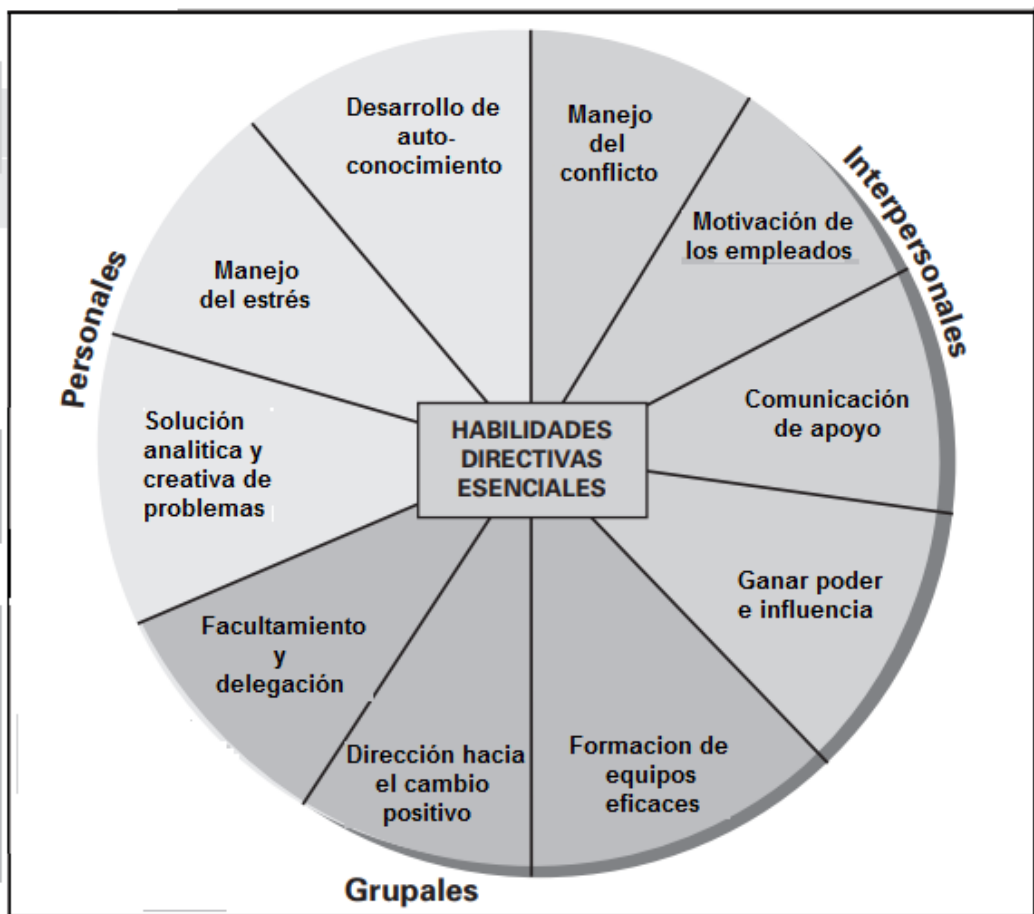 Desarrollo de
auto-
conocimiento
Manejo
del
conflicto
Motivación de
los empleados
Interpersonales
Comunicación
de apoyo
Ganar poder
e influencia
Formacion de
equipos
eficaces
Dirección hacia
el cambio
positivo
Grupales
Facultamiento
y
delegación
Solución
analitica y
creativa de
problemas
Manejo
del estrés
Personales
HABILIDADES
DIRECTIVAS
ESENCIALES